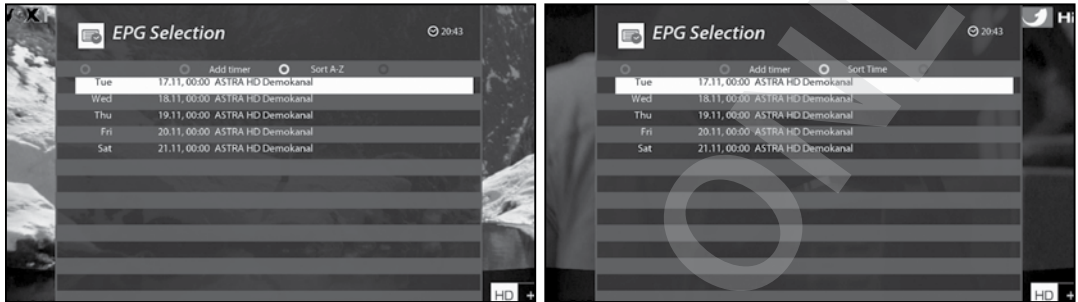 X
EPG Selection
20:43
Add timer Sort A-Z
Tue 17.11, 00:00 ASTRA HD Demokanal
Wed 18.11, 00:00 ASTRA HD Demokanal
Thu 19.11, 00:00 ASTRA HD Demokanal
Fri 20.11, 00:00 ASTRA HD Demokanal
Sat 21.11, 00:00 ASTRA HD Demokanal
HD +
Hi
EPG Selection
20:43
Add timer Sort Time
Tue 17.11, 00:00 ASTRA HD Demokanal
Wed 18.11, 00:00 ASTRA HD Demokanal
Thu 19.11, 00:00 ASTRA HD Demokanal
Fri 20.11, 00:00 ASTRA HD Demokanal
Sat 21.11, 00:00 ASTRA HD Demokanal
HD +